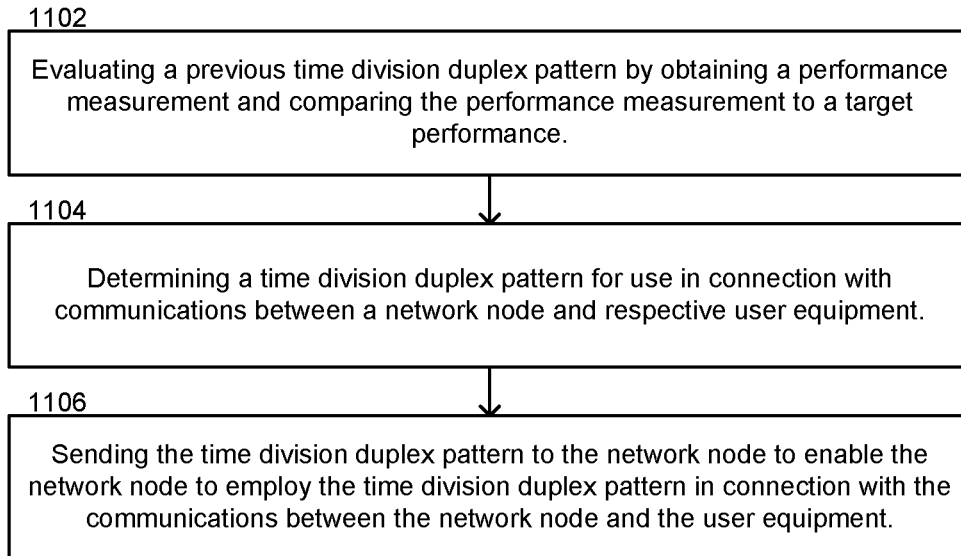 1102
Evaluating a previous time division duplex pattern by obtaining a performance
measurement and comparing the performance measurement to a target
performance.
1104
Determining a time division duplex pattern for use in connection with
communications between a network node and respective user equipment.
1106
Sending the time division duplex pattern to the network node to enable the
network node to employ the time division duplex pattern in connection with the
communications between the network node and the user equipment.